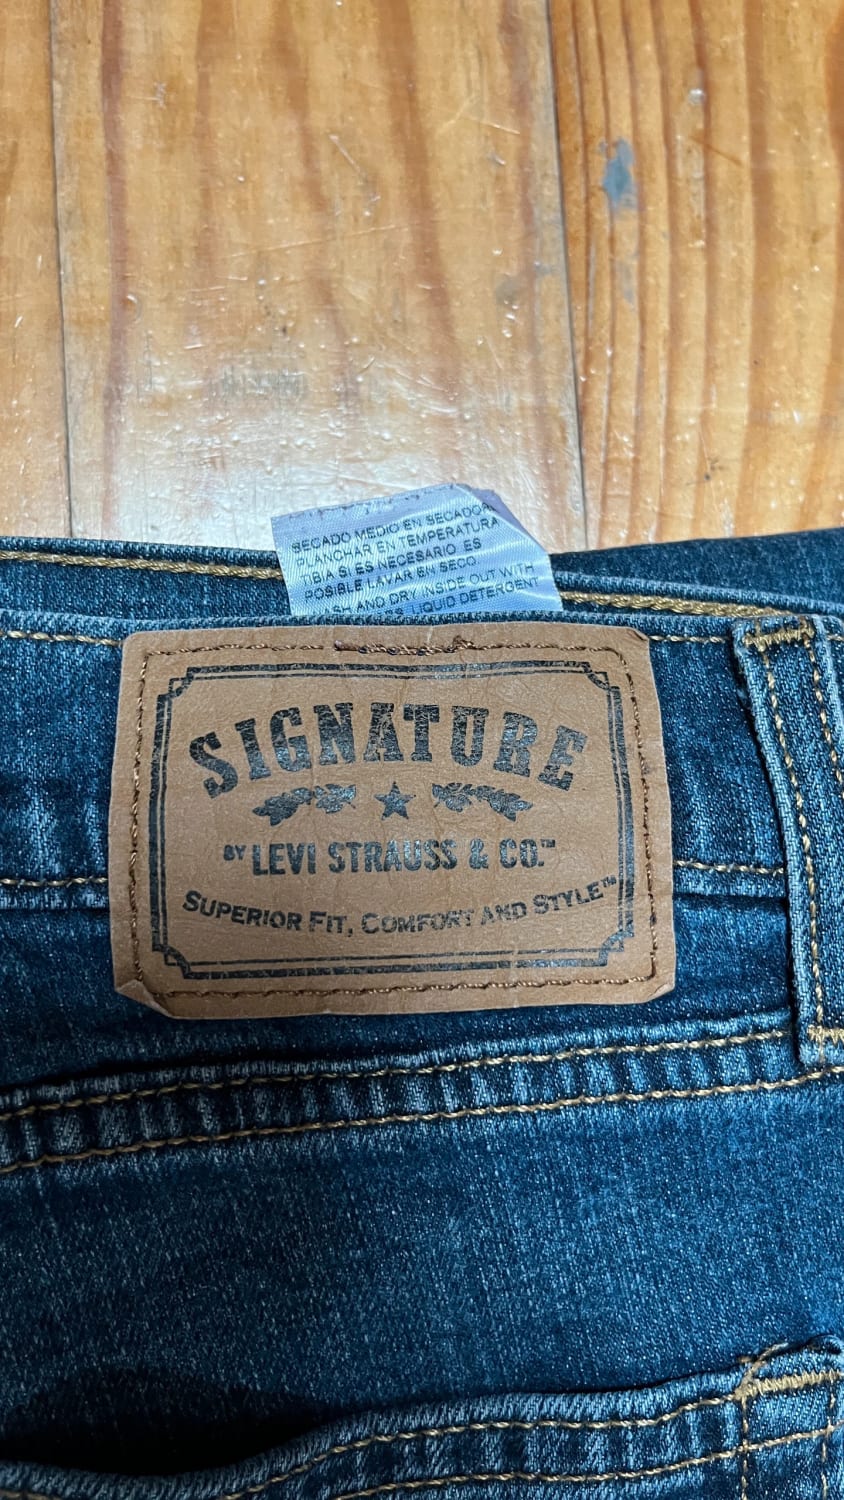 SECADO MEDIO EN SECADORA
PLANCHAR EN TEMPERATURA
TIBIA SI ES NECESARIO ES
POSIBLE LAVAR EN SECO
AND DRY INSIDE OUT WITH
LIQUID DETERGENT
SIGNATURE
BY LEVI STRAUSS & CO.™
SUPERIOR FIT, COMFORT AND STYLE™